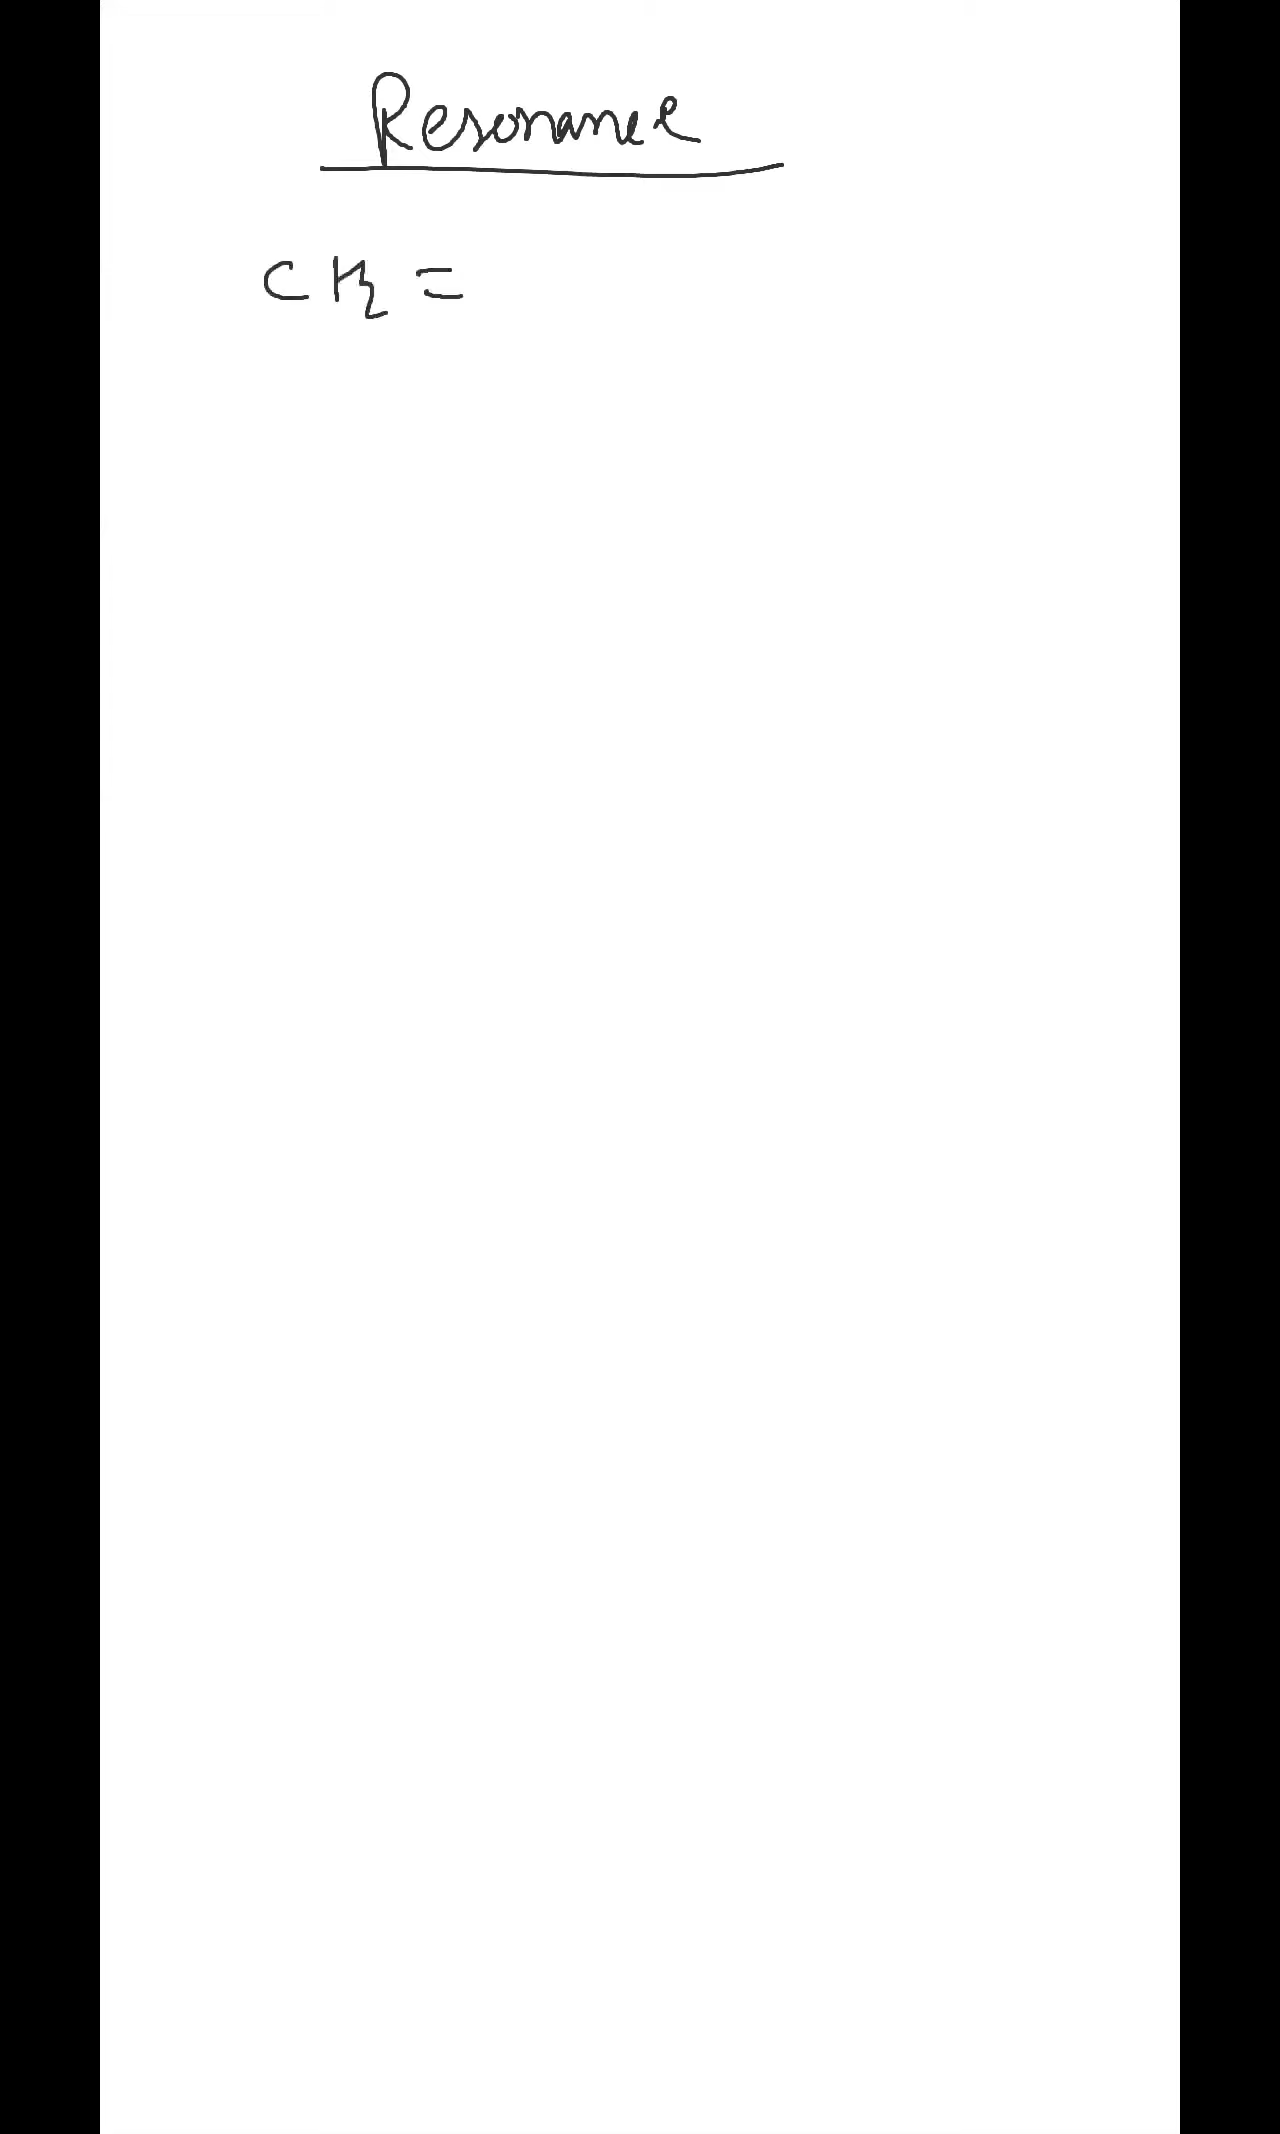 Resonance
CH₂ =